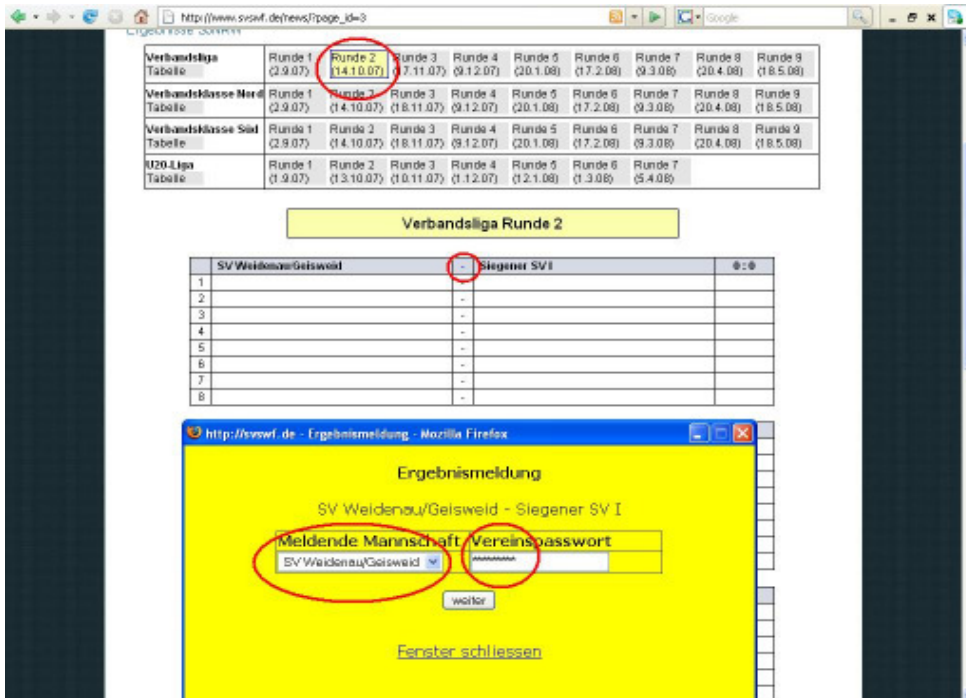 http://www.svswf.de/news/?page_id=3
Google
Ergebnisse SJNRW
Verbandsliga Runde 1 Runde 2 Runde 3 Runde 4 Runde 5 Runde 6 Runde 7 Runde 8 Runde 9
Tabelle (2.9.07) (14.10.07) (17.11.07) (9.12.07) (20.1.08) (17.2.08) (9.3.08) (20.4.08) (18.5.08)
Verbandsklasse Nord Runde 1 Runde 2 Runde 3 Runde 4 Runde 5 Runde 6 Runde 7 Runde 8 Runde 9
Tabelle (2.9.07) (14.10.07) (18.11.07) (9.12.07) (20.1.08) (17.2.08) (9.3.08) (20.4.08) (18.5.08)
Verbandsklasse Süd Runde 1 Runde 2 Runde 3 Runde 4 Runde 5 Runde 6 Runde 7 Runde 8 Runde 9
Tabelle (2.9.07) (14.10.07) (18.11.07) (9.12.07) (20.1.08) (17.2.08) (9.3.08) (20.4.08) (18.5.08)
U20-Liga Runde 1 Runde 2 Runde 3 Runde 4 Runde 5 Runde 6 Runde 7
Tabelle (1.9.07) (13.10.07) (10.11.07) (1.12.07) (12.1.08) (1.3.08) (5.4.08)
Verbandsliga Runde 2
SV Weidenau/Geisweid - Siegener SV I 0:0
1 -
2 -
3 -
4 -
5 -
6 -
7 -
8 -
http://svswf.de - Ergebnismeldung - Mozilla Firefox
Ergebnismeldung
SV Weidenau/Geisweid - Siegener SV I
Meldende Mannschaft Vereinspasswort
SV Weidenau/Geisweid *********
weiter
Fenster schliessen